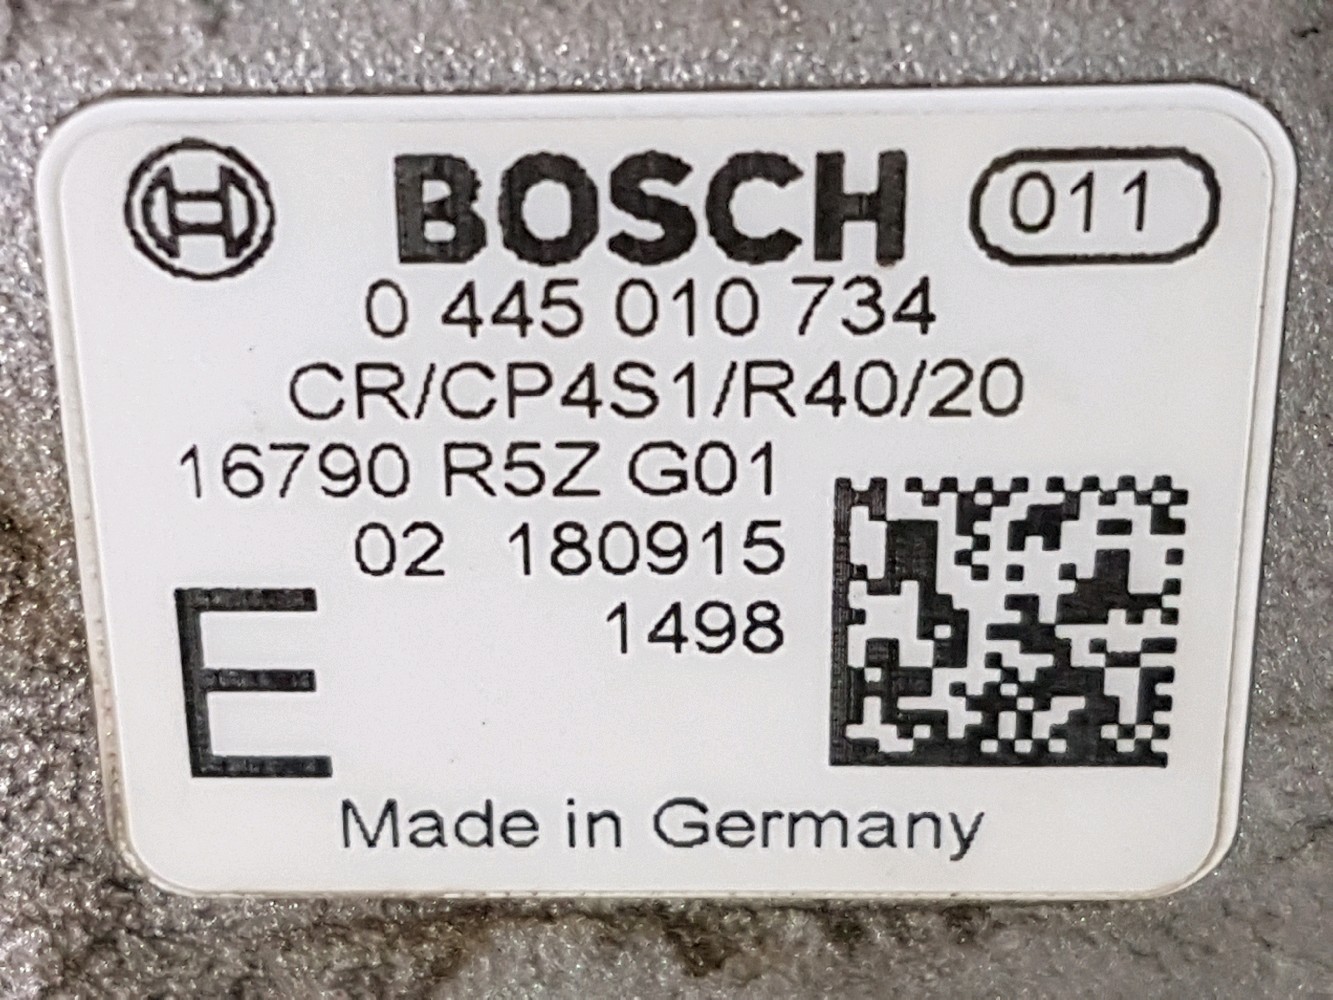 BOSCH 011
0 445 010 734
CR/CP4S1/R40/20
16790 R5Z G01
02 180915
1498
E
Made in Germany